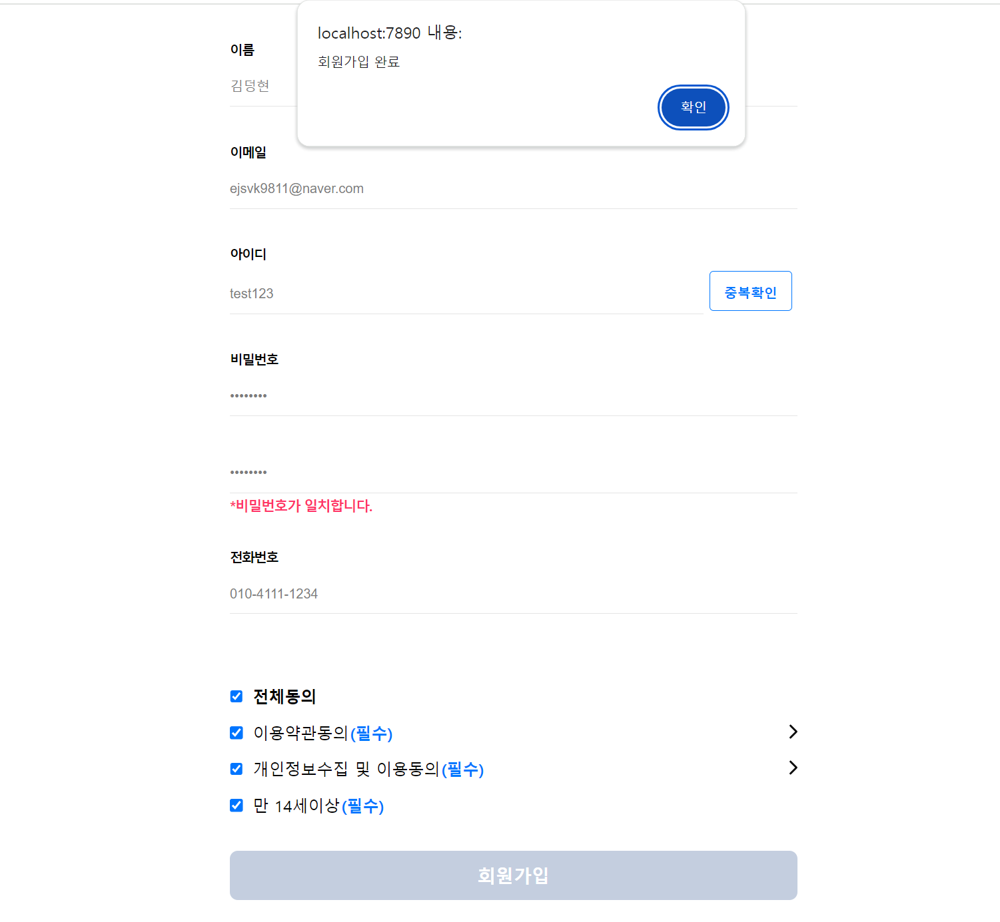 localhost:7890 내용:
회원가입 완료
확인
이름
김덩현
이메일
ejsvk9811@naver.com
아이디
test123
중복확인
비밀번호
••••••••
••••••••
*비밀번호가 일치합니다.
전화번호
010-4111-1234
전체동의
이용약관동의(필수)
개인정보수집 및 이용동의(필수)
만 14세이상(필수)
회원가입